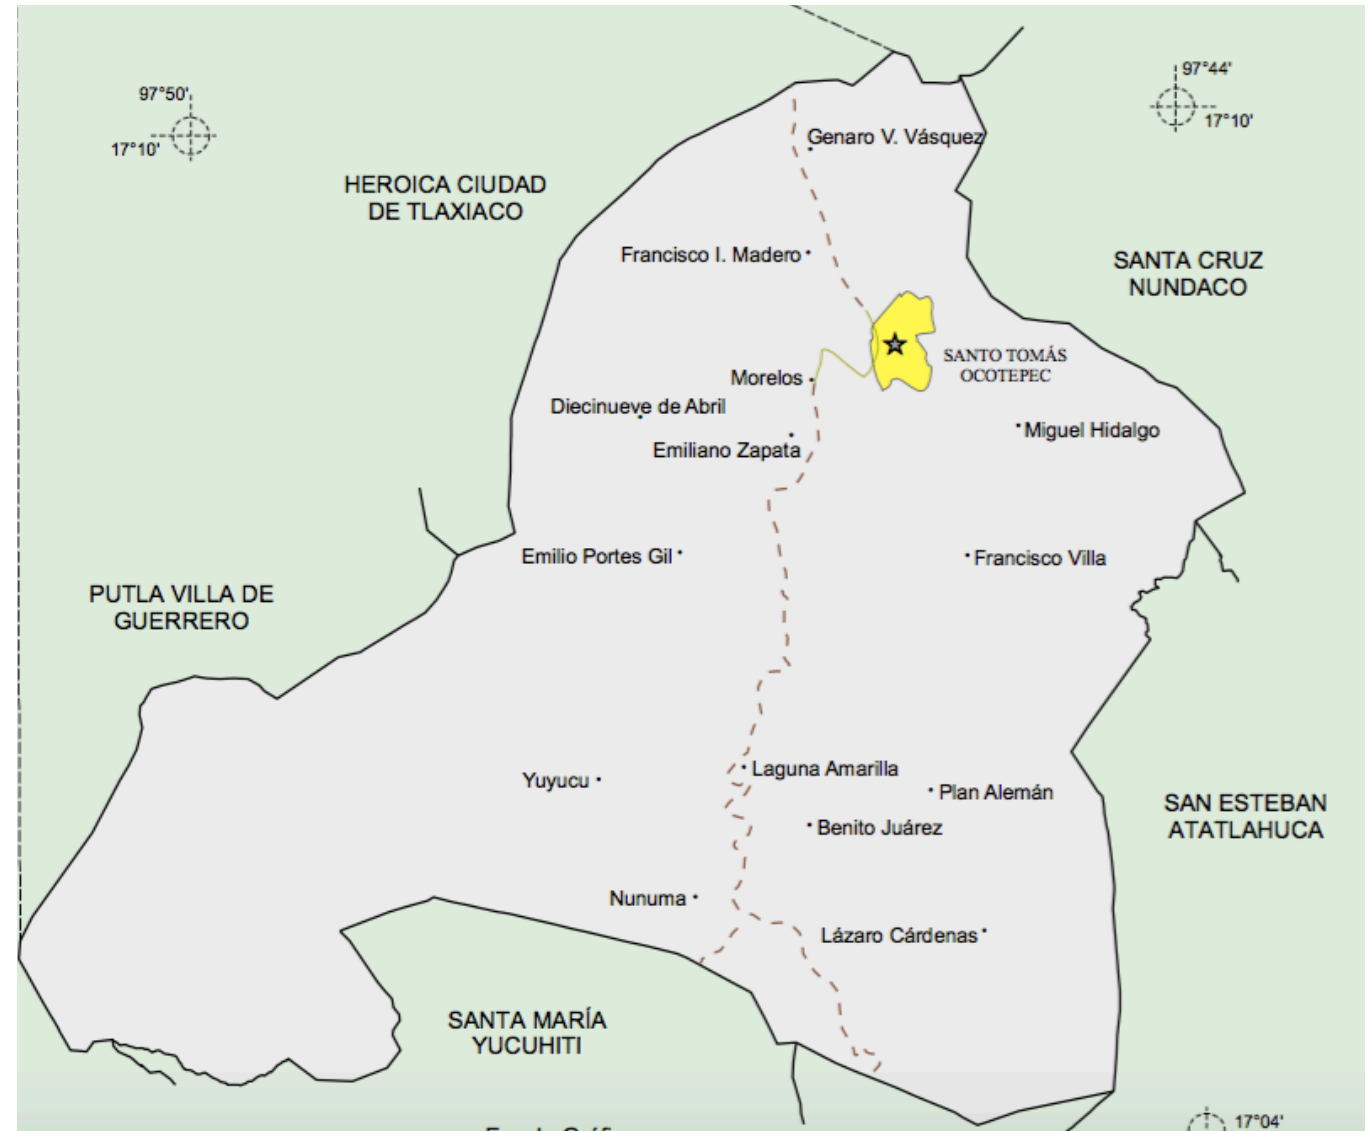 97°50'
17°10'
97°44'
17°10'
Genaro V. Vásquez
HEROICA CIUDAD
DE TLAXIACO
Francisco I. Madero
SANTA CRUZ
NUNDACO
SANTO TOMÁS
OCOTEPEC
Morelos
Diecinueve de Abril
Emiliano Zapata
Miguel Hidalgo
Emilio Portes Gil
Francisco Villa
PUTLA VILLA DE
GUERRERO
Yuyucu
Laguna Amarilla
Plan Alemán
Benito Juárez
SAN ESTEBAN
ATATLAHUCA
Nunuma
Lázaro Cárdenas
SANTA MARÍA
YUCUHITI
17°04'